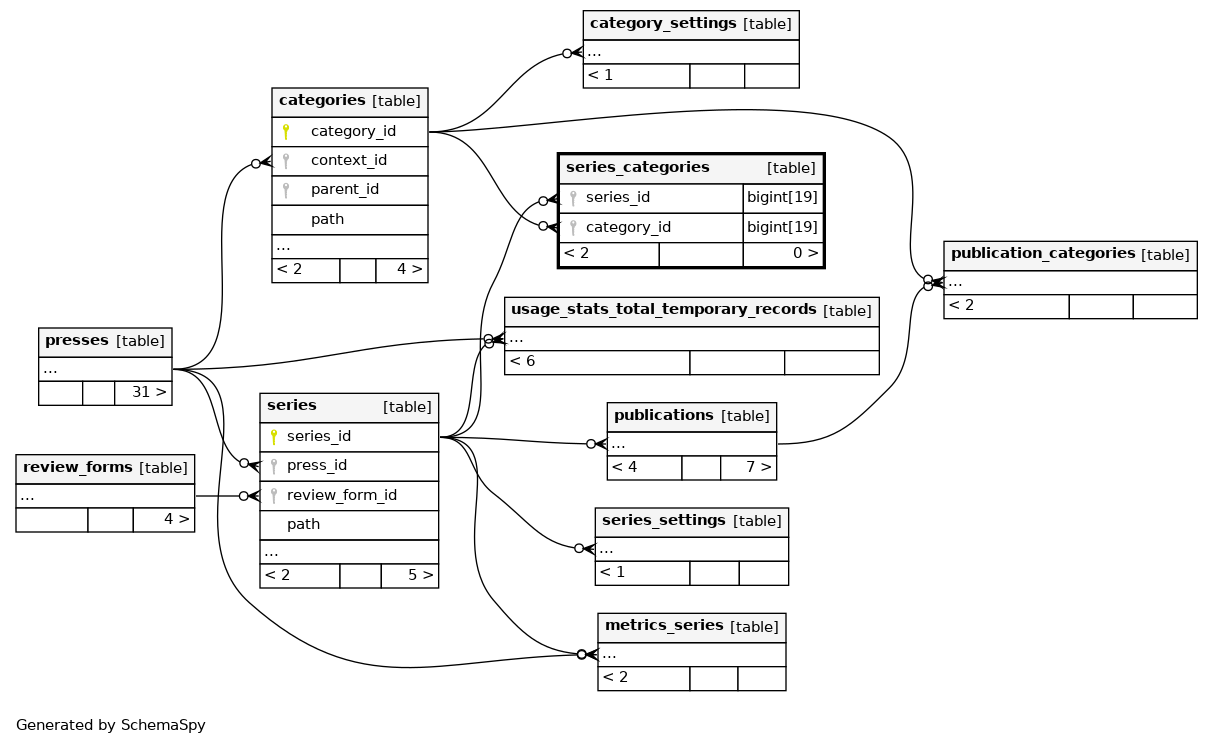 category_settings [table]
...
< 1
categories [table]
category_id
context_id
parent_id
path
...
< 2 4 >
series_categories [table]
series_id bigint[19]
category_id bigint[19]
< 2 0 >
publication_categories [table]
...
< 2
usage_stats_total_temporary_records [table]
...
< 6
presses [table]
...
31 >
series [table]
series_id
press_id
review_form_id
path
...
< 2 5 >
publications [table]
...
< 4 7 >
review_forms [table]
...
4 >
series_settings [table]
...
< 1
metrics_series [table]
...
< 2
Generated by SchemaSpy